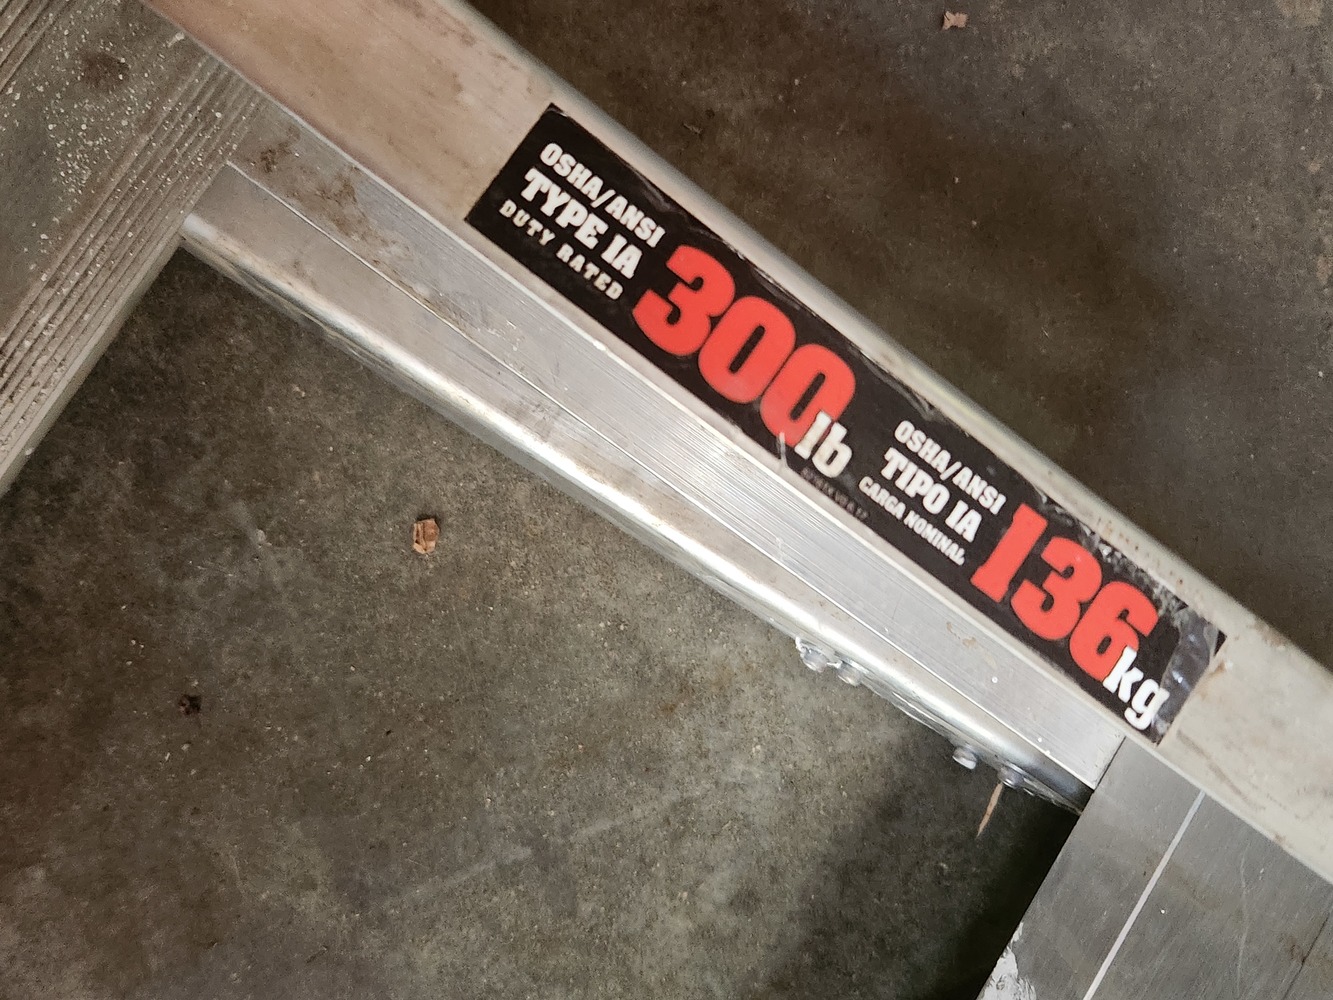 OSHA/ANSI
TYPE IA
DUTY RATED
300lb
OSHA/ANSI
TIPO IA
CARGA NOMINAL
136kg